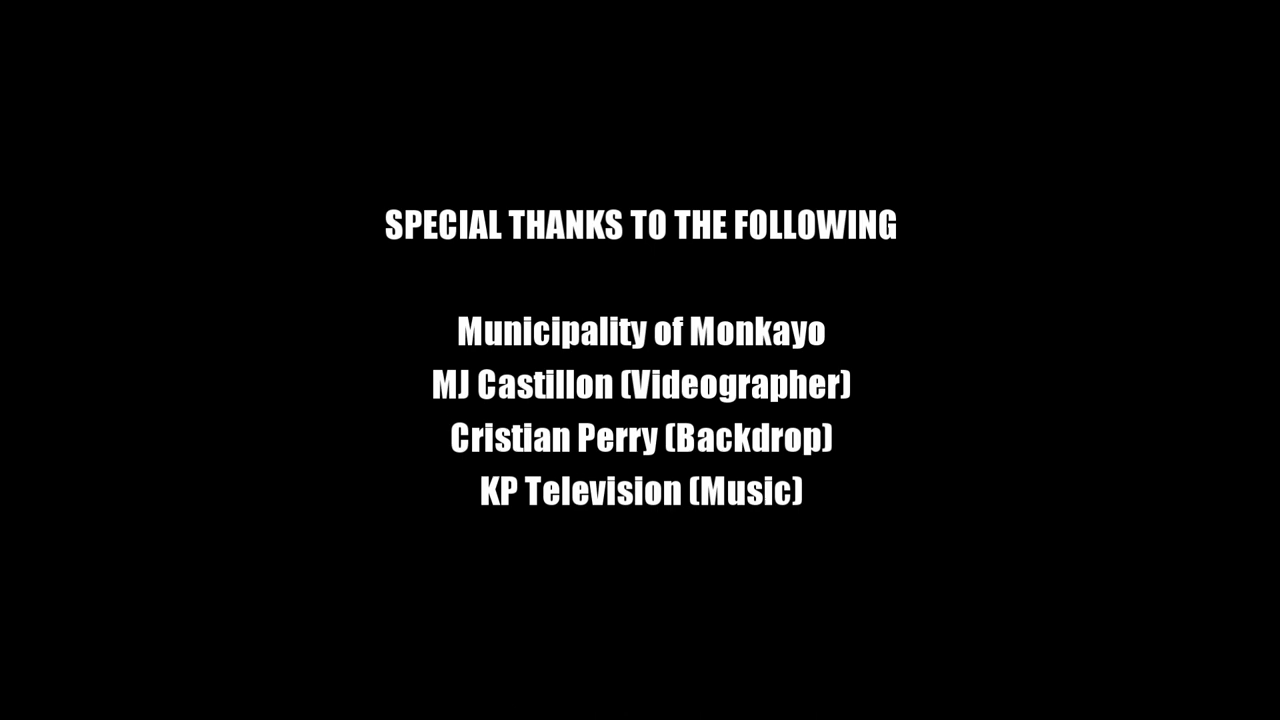 SPECIAL THANKS TO THE FOLLOWING
Municipality of Monkayo
MJ Castillon (Videographer)
Cristian Perry (Backdrop)
KP Television (Music)